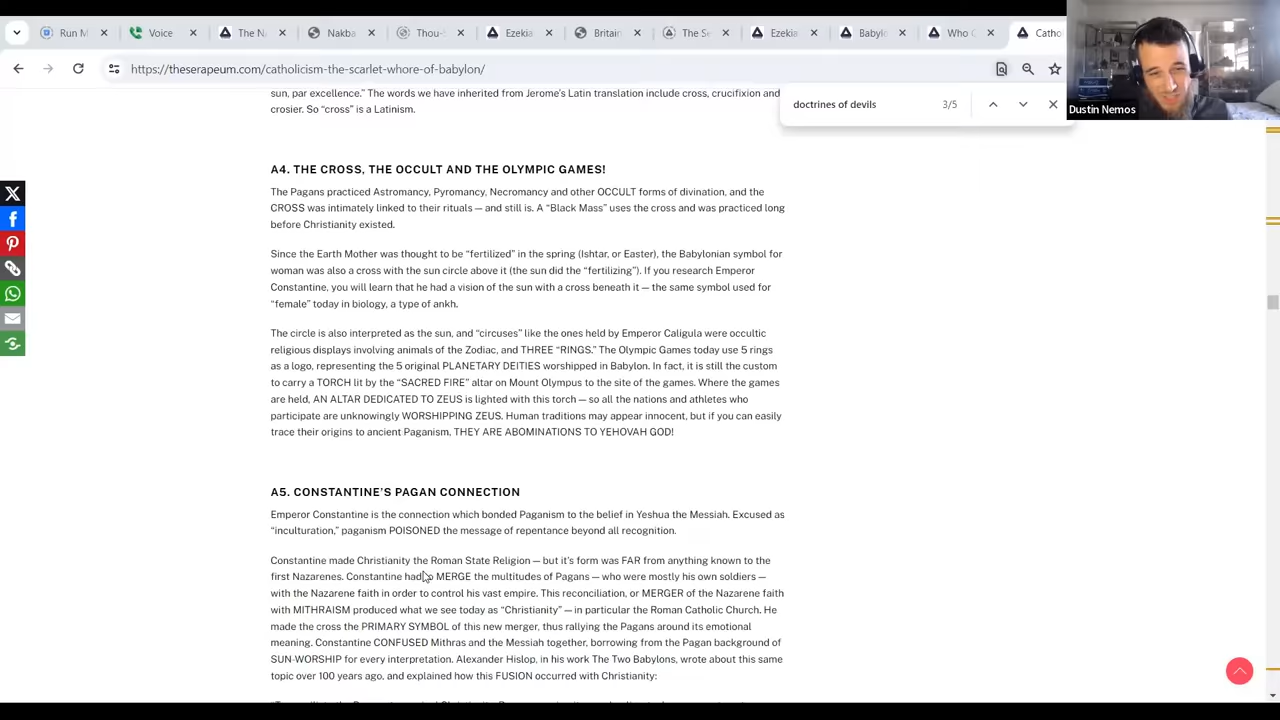 Run M
Voice
The N
Nakba
Thou-
Ezekia
Britain
The Se
Ezekia
Babylo
Who C
Catho
https://theserapeum.com/catholicism-the-scarlet-whore-of-babylon/
doctrines of devils
3/5
Dustin Nemos
sun, par excellence.” The words we have inherited from Jerome’s Latin translation include cross, crucifixion and
crosier. So “cross” is a Latinism.
A4. THE CROSS, THE OCCULT AND THE OLYMPIC GAMES!
The Pagans practiced Astromancy, Pyromancy, Necromancy and other OCCULT forms of divination, and the
CROSS was intimately linked to their rituals — and still is. A “Black Mass” uses the cross and was practiced long
before Christianity existed.
Since the Earth Mother was thought to be “fertilized” in the spring (Ishtar, or Easter), the Babylonian symbol for
woman was also a cross with the sun circle above it (the sun did the “fertilizing”). If you research Emperor
Constantine, you will learn that he had a vision of the sun with a cross beneath it — the same symbol used for
“female” today in biology, a type of ankh.
The circle is also interpreted as the sun, and “circuses” like the ones held by Emperor Caligula were occultic
religious displays involving animals of the Zodiac, and THREE “RINGS.” The Olympic Games today use 5 rings
as a logo, representing the 5 original PLANETARY DEITIES worshipped in Babylon. In fact, it is still the custom
to carry a TORCH lit by the “SACRED FIRE” altar on Mount Olympus to the site of the games. Where the games
are held, AN ALTAR DEDICATED TO ZEUS is lighted with this torch — so all the nations and athletes who
participate are unknowingly WORSHIPPING ZEUS. Human traditions may appear innocent, but if you can easily
trace their origins to ancient Paganism, THEY ARE ABOMINATIONS TO YEHOVAH GOD!
A5. CONSTANTINE’S PAGAN CONNECTION
Emperor Constantine is the connection which bonded Paganism to the belief in Yeshua the Messiah. Excused as
“inculturation,” paganism POISONED the message of repentance beyond all recognition.
Constantine made Christianity the Roman State Religion — but it’s form was FAR from anything known to the
first Nazarenes. Constantine had to MERGE the multitudes of Pagans — who were mostly his own soldiers —
with the Nazarene faith in order to control his vast empire. This reconciliation, or MERGER of the Nazarene faith
with MITHRAISM produced what we see today as “Christianity” — in particular the Roman Catholic Church. He
made the cross the PRIMARY SYMBOL of this new merger, thus rallying the Pagans around its emotional
meaning. Constantine CONFUSED Mithras and the Messiah together, borrowing from the Pagan background of
SUN-WORSHIP for every interpretation. Alexander Hislop, in his work The Two Babylons, wrote about this same
topic over 100 years ago, and explained how this FUSION occurred with Christianity: